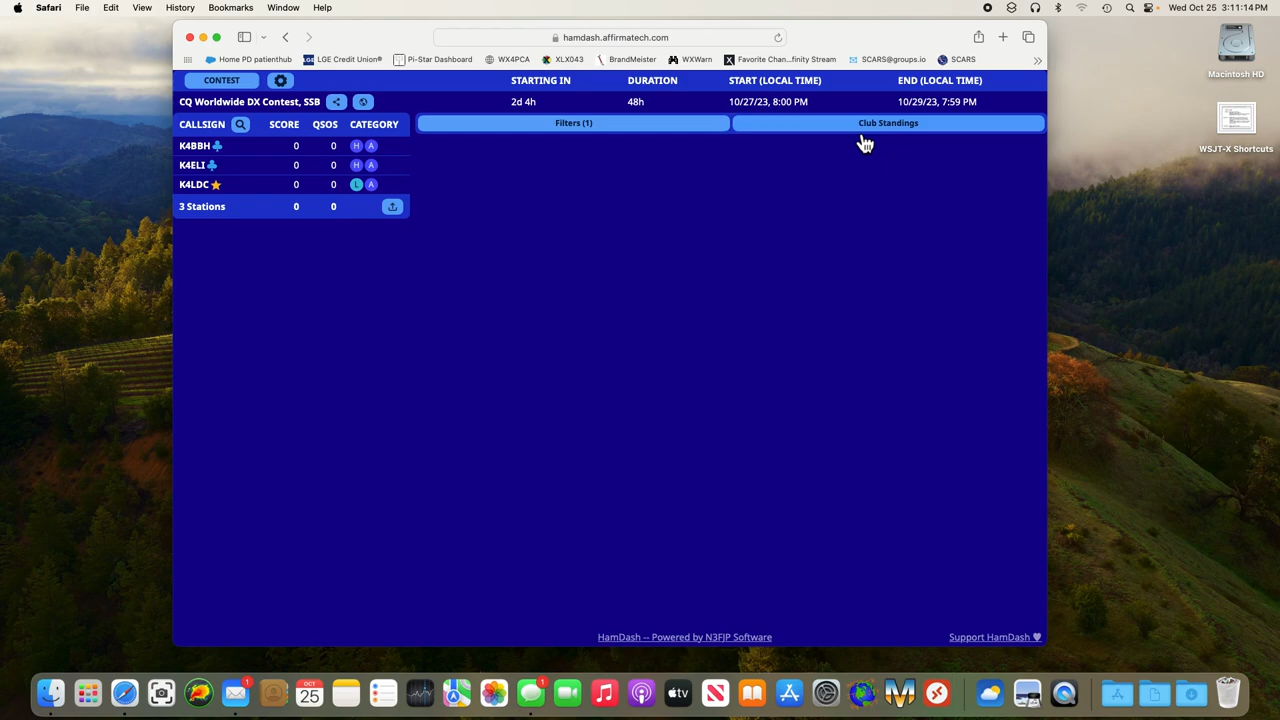 Safari File Edit View History Bookmarks Window Help Wed Oct 25 3:11:14 PM
hamdash.affirmatech.com
Home PD patienthub LGE Credit Union® Pi-Star Dashboard WX4PCA XLX043 BrandMeister WXWarn Favorite Chan...finity Stream SCARS@groups.io SCARS
CONTEST STARTING IN DURATION START (LOCAL TIME) END (LOCAL TIME)
CQ Worldwide DX Contest, SSB 2d 4h 48h 10/27/23, 8:00 PM 10/29/23, 7:59 PM
CALLSIGN SCORE QSOS CATEGORY Filters (1) Club Standings
K4BBH 0 0 H A
K4ELI 0 0 H A
K4LDC 0 0 L A
3 Stations 0 0
HamDash -- Powered by N3FJP Software Support HamDash
Macintosh HD
WSJT-X Shortcuts
1 OCT 25 1 tv